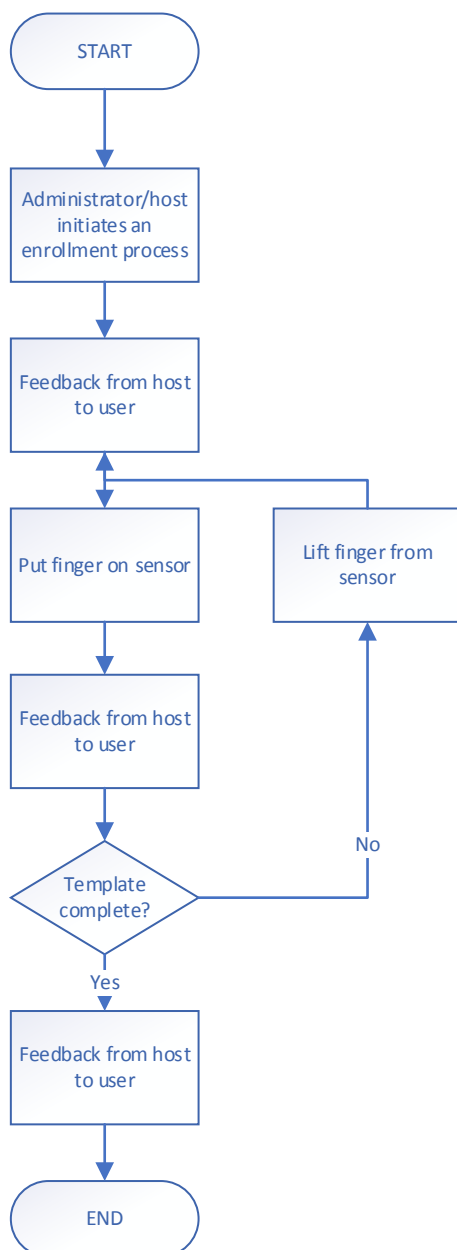 START
Administrator/host
initiates an
enrollment process
Feedback from host
to user
Put finger on sensor
Lift finger from
sensor
Feedback from host
to user
No
Template
complete?
Yes
Feedback from host
to user
END